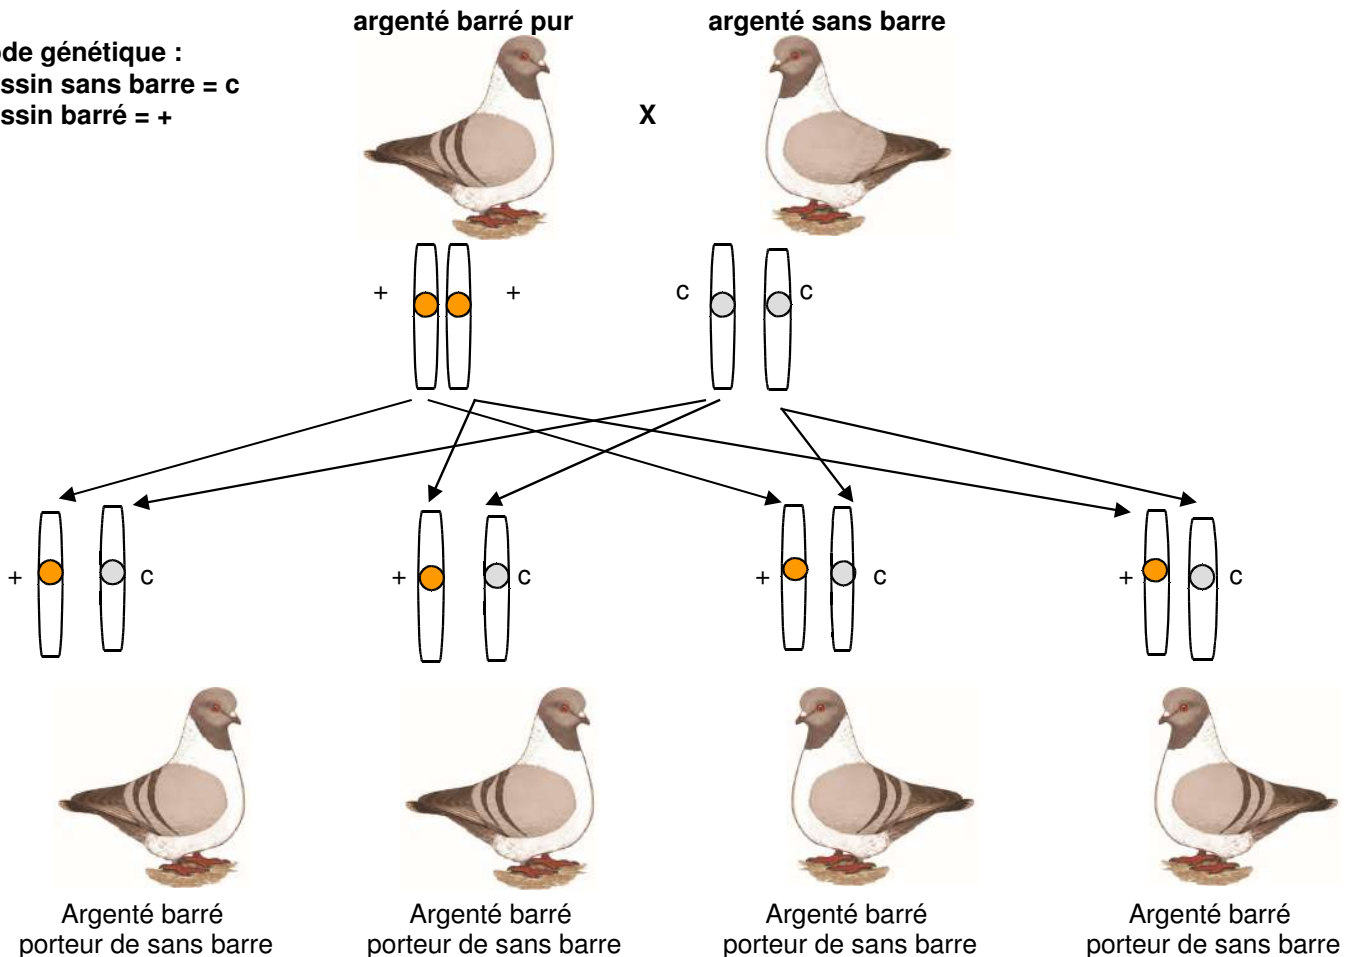 argenté barré pur
argenté sans barre
ode génétique :
ssin sans barre = c
ssin barré = +
X
+ + c c
+ c + c + c + c
Argenté barré
porteur de sans barre
Argenté barré
porteur de sans barre
Argenté barré
porteur de sans barre
Argenté barré
porteur de sans barre